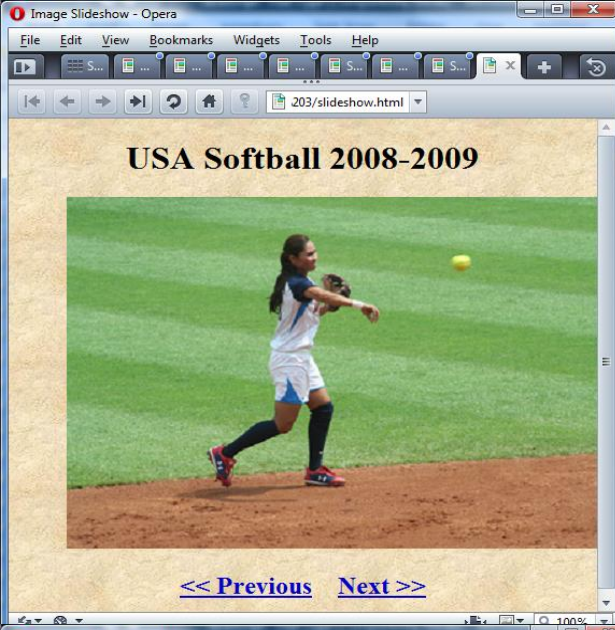 Image Slideshow - Opera
File Edit View Bookmarks Widgets Tools Help
S... ... ... ... ... S... ... S...
203/slideshow.html
USA Softball 2008-2009
<< Previous Next >>
100%